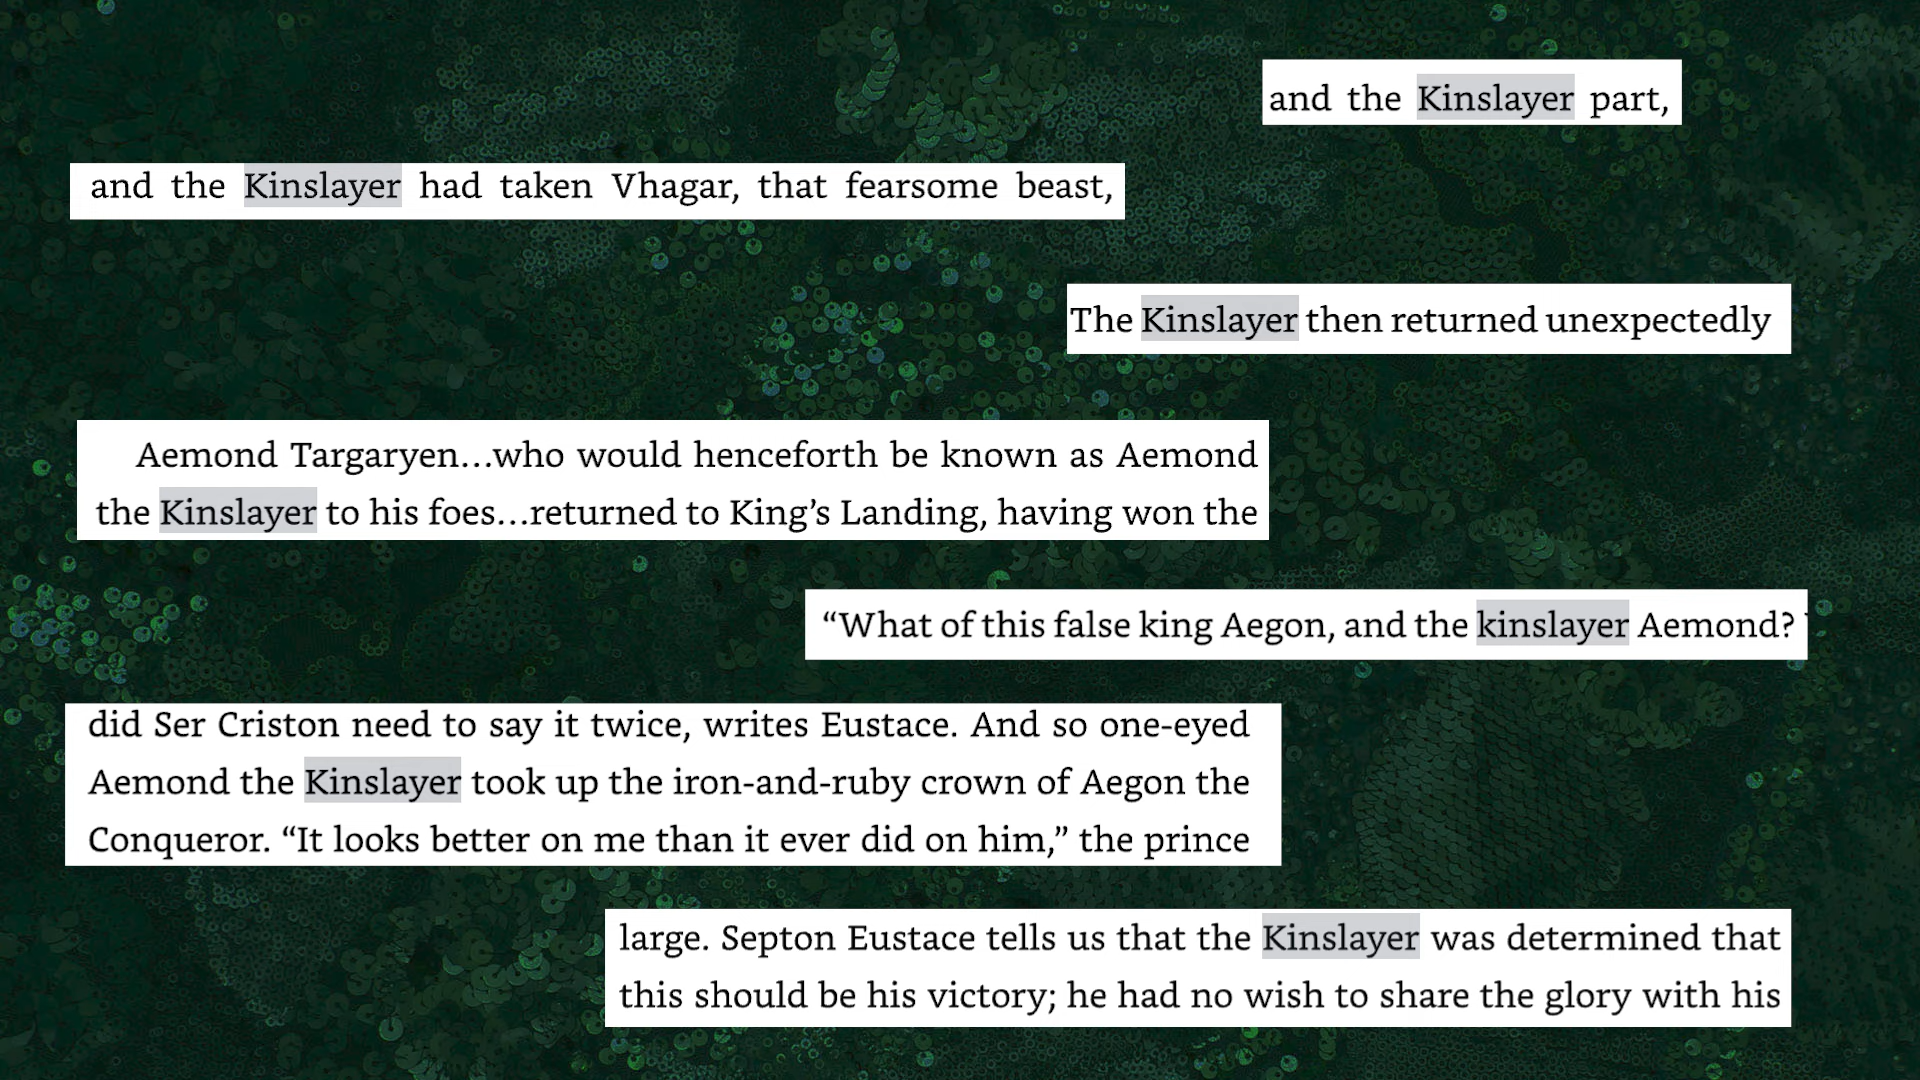 and the Kinslayer part,
and the Kinslayer had taken Vhagar, that fearsome beast,
The Kinslayer then returned unexpectedly
Aemond Targaryen...who would henceforth be known as Aemond
the Kinslayer to his foes...returned to King’s Landing, having won the
“What of this false king Aegon, and the kinslayer Aemond?
did Ser Criston need to say it twice, writes Eustace. And so one-eyed
Aemond the Kinslayer took up the iron-and-ruby crown of Aegon the
Conqueror. “It looks better on me than it ever did on him,” the prince
large. Septon Eustace tells us that the Kinslayer was determined that
this should be his victory; he had no wish to share the glory with his